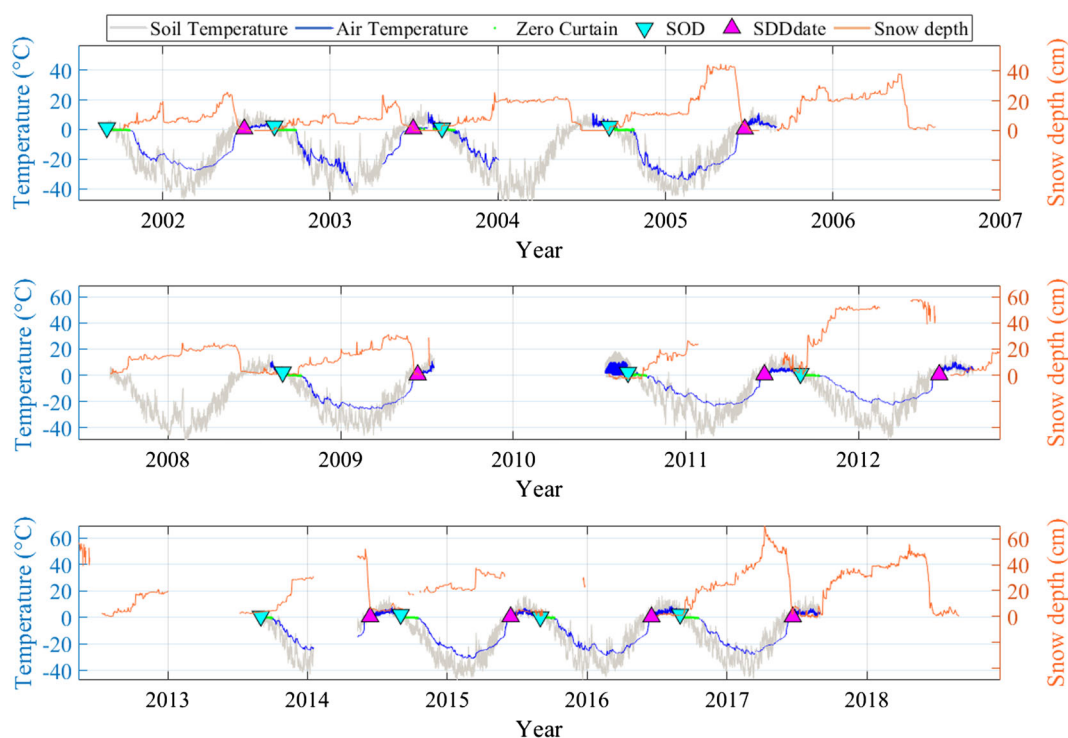 Soil Temperature Air Temperature Zero Curtain SOD SDDdate Snow depth
Temperature (°C)
40
20
0
-20
-40
40
20
0
Snow depth (cm)
2002 2003 2004 2005 2006 2007
Year
Temperature (°C)
60
40
20
0
-20
-40
60
40
20
0
Snow depth (cm)
2008 2009 2010 2011 2012
Year
Temperature (°C)
60
40
20
0
-20
-40
60
40
20
0
Snow depth (cm)
2013 2014 2015 2016 2017 2018
Year